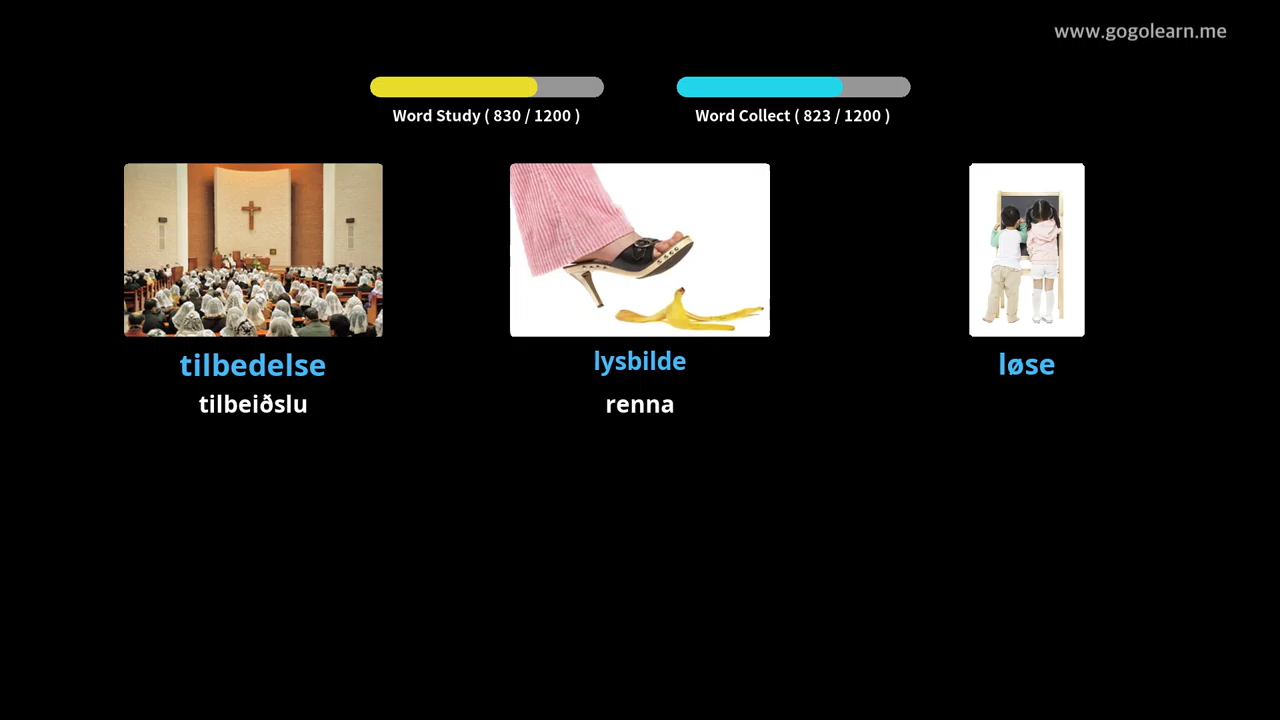 www.gogolearn.me
Word Study ( 830 / 1200 )
Word Collect ( 823 / 1200 )
tilbedelse
lysbilde
løse
tilbeiðslu
renna